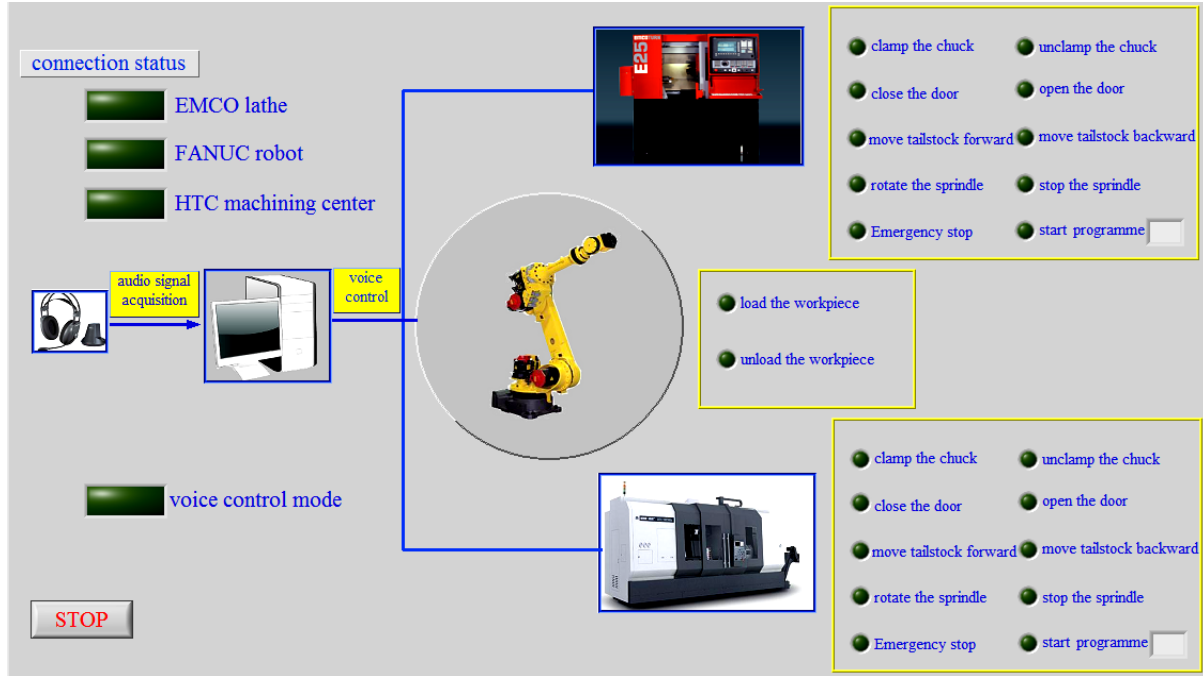 connection status
EMCO lathe
FANUC robot
HTC machining center
audio signal
acquisition
voice
control
voice control mode
STOP
E25
clamp the chuck
unclamp the chuck
close the door
open the door
move tailstock forward
move tailstock backward
rotate the sprindle
stop the sprindle
Emergency stop
start programme
load the workpiece
unload the workpiece
clamp the chuck
unclamp the chuck
close the door
open the door
move tailstock forward
move tailstock backward
rotate the sprindle
stop the sprindle
Emergency stop
start programme